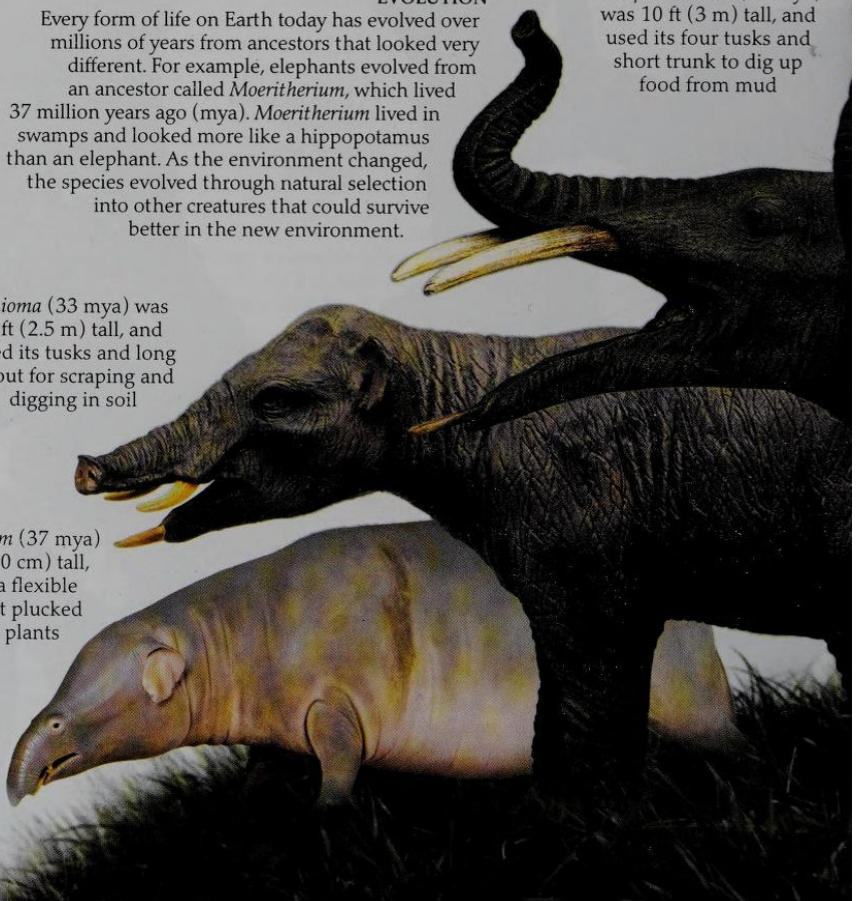 EVOLUTION
Every form of life on Earth today has evolved over
millions of years from ancestors that looked very
different. For example, elephants evolved from
an ancestor called Moeritherium, which lived
37 million years ago (mya). Moeritherium lived in
swamps and looked more like a hippopotamus
than an elephant. As the environment changed,
the species evolved through natural selection
into other creatures that could survive
better in the new environment.
was 10 ft (3 m) tall, and
used its four tusks and
short trunk to dig up
food from mud
ioma (33 mya) was
ft (2.5 m) tall, and
ed its tusks and long
out for scraping and
digging in soil
m (37 mya)
0 cm) tall,
a flexible
t plucked
plants